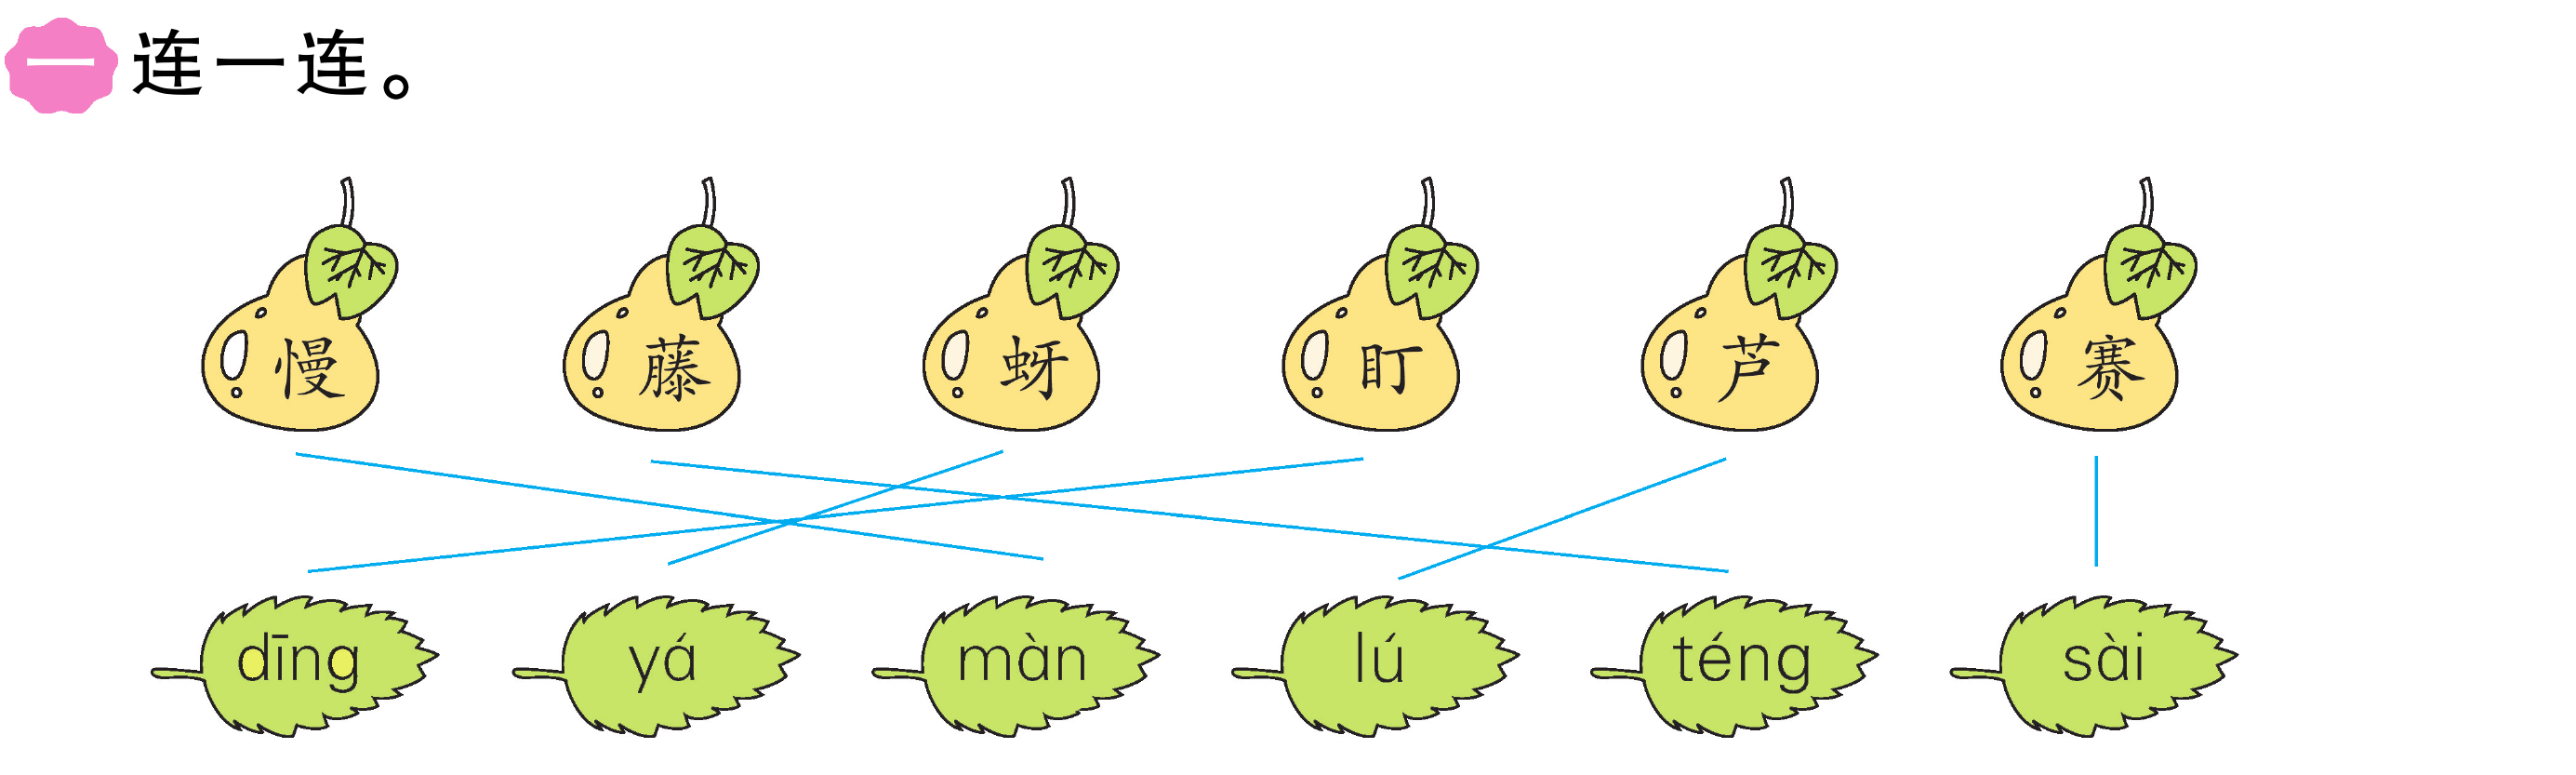 一 连一连。
慢 藤 蚜 盯 芦 赛
dīng yá màn lú téng sài